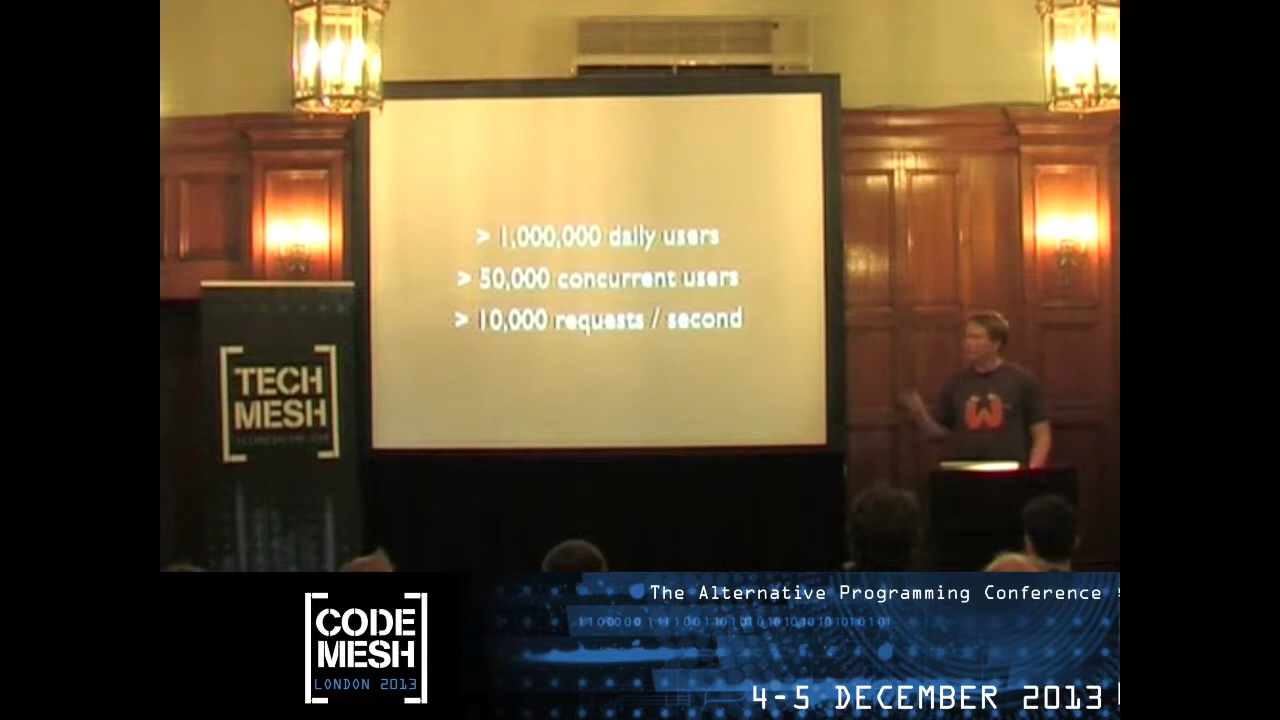 > 1,000,000 daily users
> 50,000 concurrent users
> 10,000 requests / second
TECH
MESH
W
CODE
MESH
LONDON 2013
The Alternative Programming Conference
4-5 DECEMBER 2013